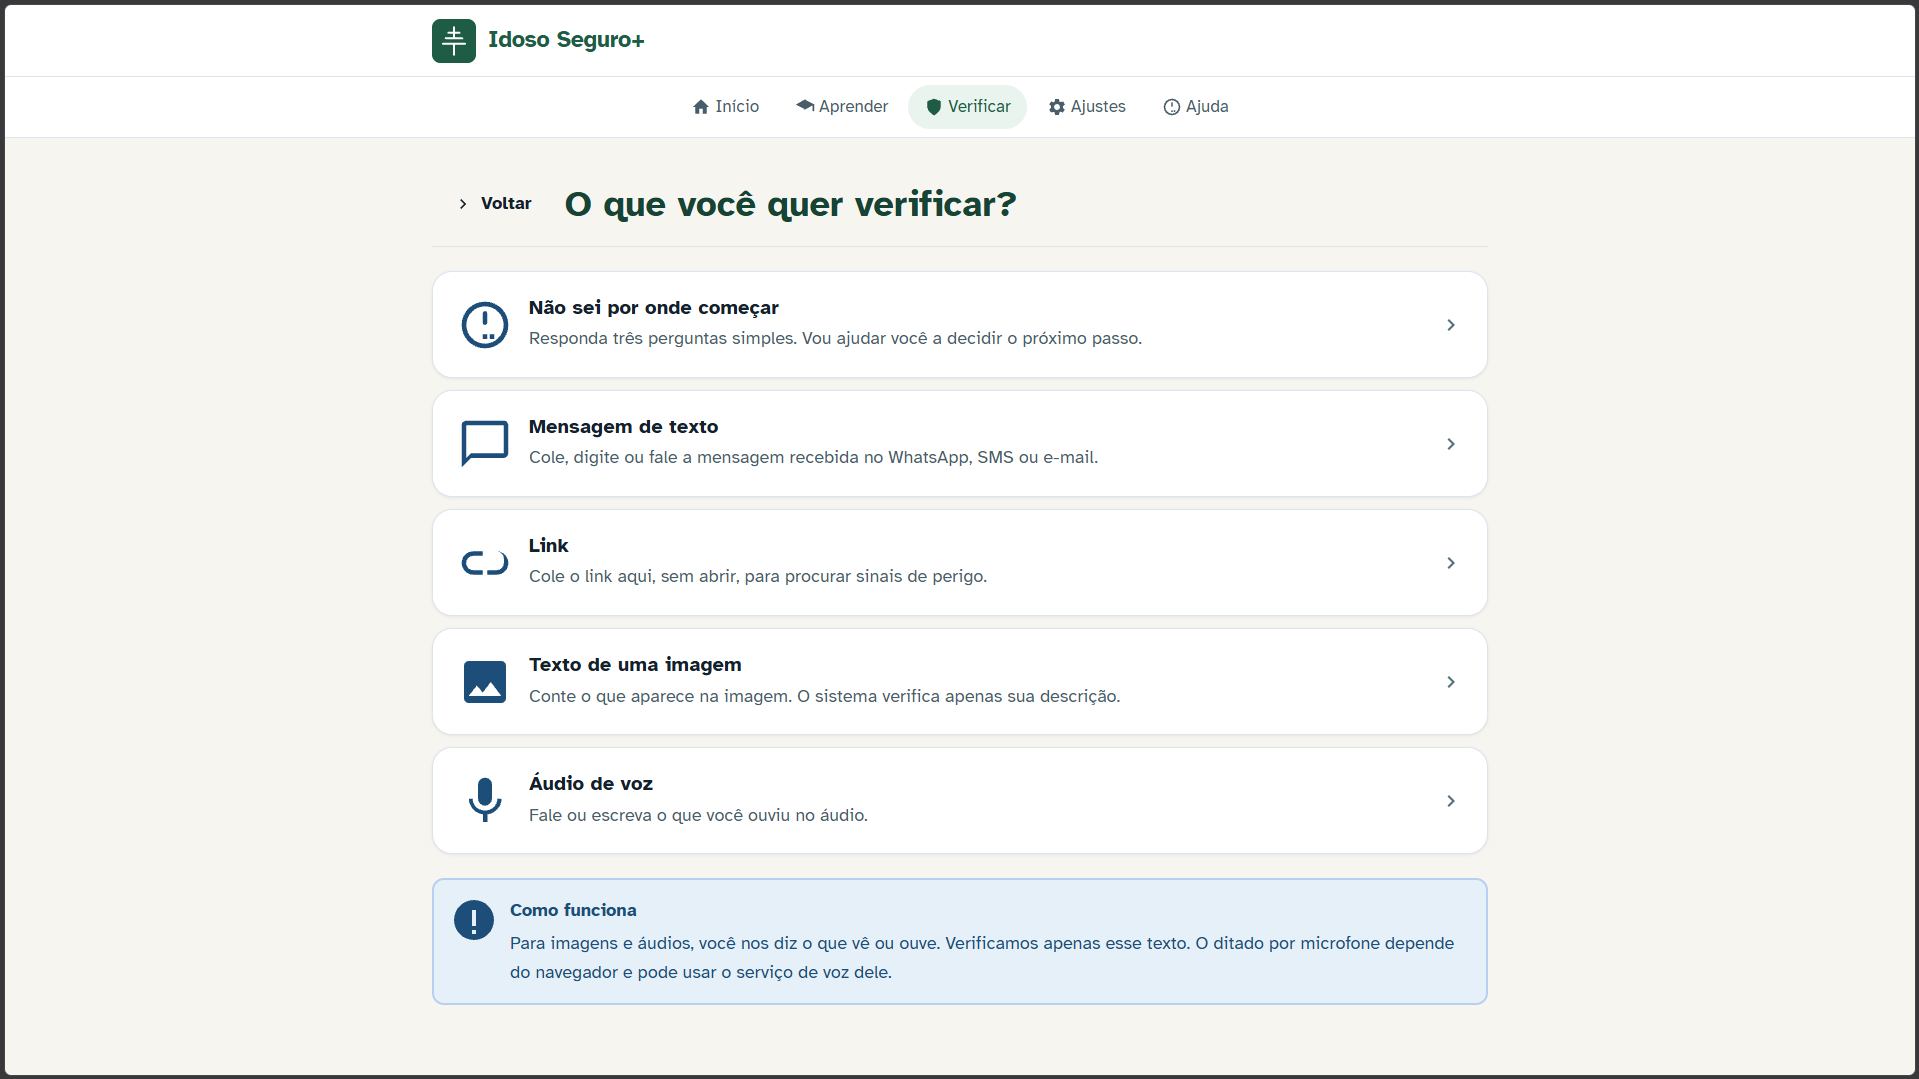 Idoso Seguro+
Início
Aprender
Verificar
Ajustes
Ajuda
Voltar
O que você quer verificar?
Não sei por onde começar
Responda três perguntas simples. Vou ajudar você a decidir o próximo passo.
Mensagem de texto
Cole, digite ou fale a mensagem recebida no WhatsApp, SMS ou e-mail.
Link
Cole o link aqui, sem abrir, para procurar sinais de perigo.
Texto de uma imagem
Conte o que aparece na imagem. O sistema verifica apenas sua descrição.
Áudio de voz
Fale ou escreva o que você ouviu no áudio.
Como funciona
Para imagens e áudios, você nos diz o que vê ou ouve. Verificamos apenas esse texto. O ditado por microfone depende
do navegador e pode usar o serviço de voz dele.